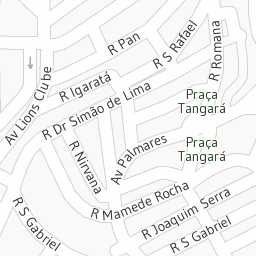 R Pan
R S Rafael
R Romana
Av Lions Clube
R Igaratá
R Dr Simão de Lima
Praça
Tangará
R Nirvana
Av Palmares
Praça
Tangará
R S Gabriel
R Mamede Rocha
R Joaquim Serra
R S Gabriel